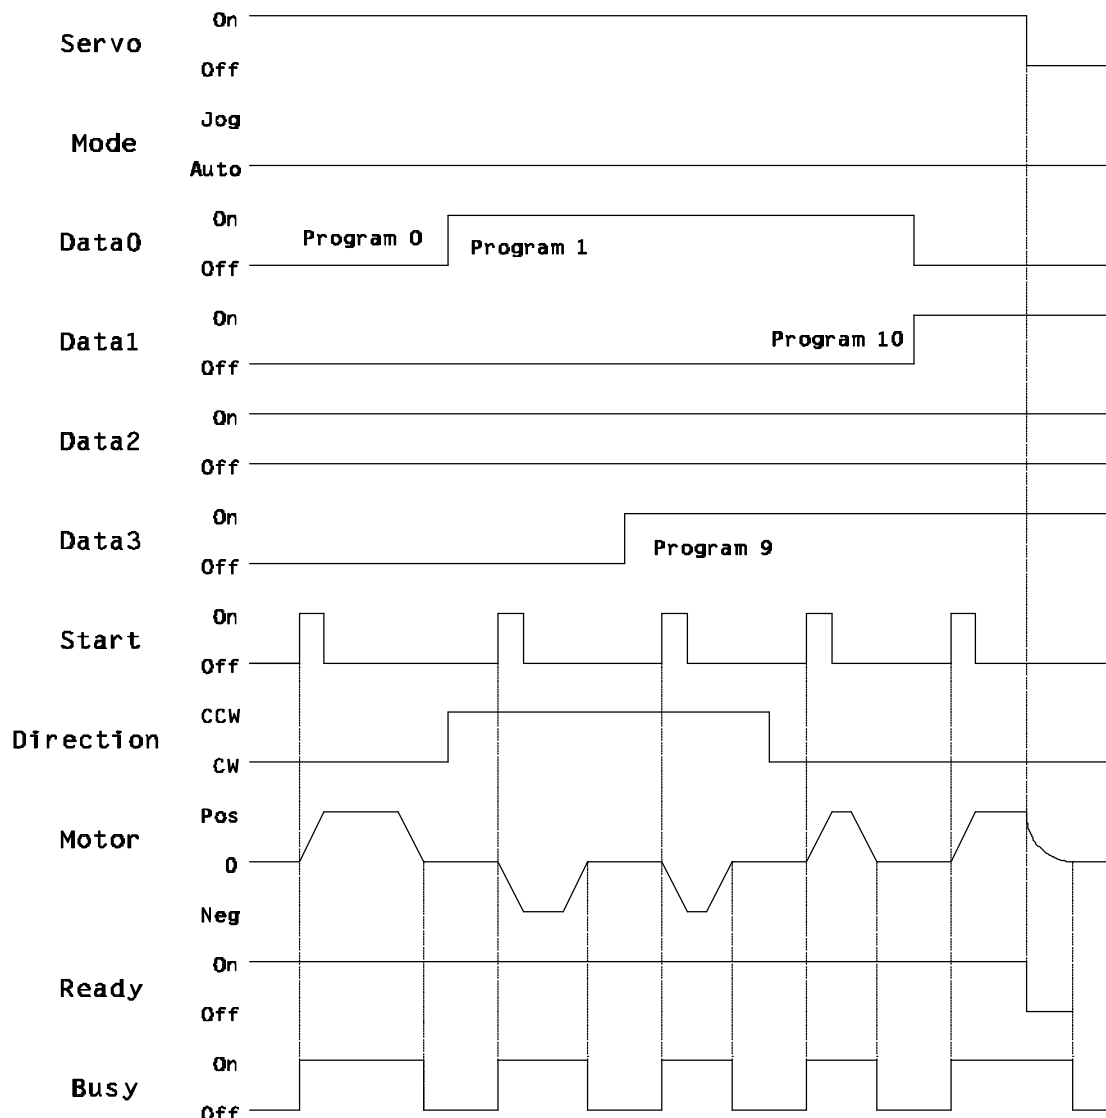 On
Servo
Off
Jog
Mode
Auto
On
Data0
Program 0
Program 1
Off
On
Data1
Program 10
Off
On
Data2
Off
On
Data3
Program 9
Off
On
Start
Off
CCW
Direction
CW
Pos
Motor
0
Neg
On
Ready
Off
On
Busy
Off